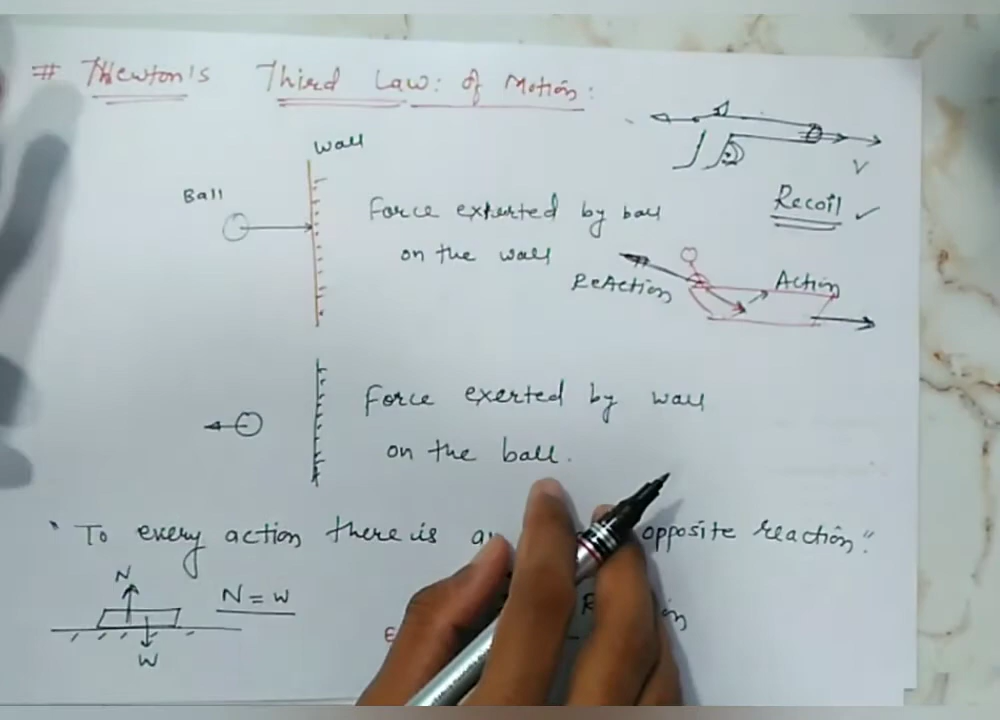 # Newton's Third Law: of Motion:
Wall
Ball
Force exterted by ball
on the wall
V
Recoil ✓
Reaction
Action
Force exerted by wall
on the ball.
"To every action there is opposite reaction"
N
N = W
W